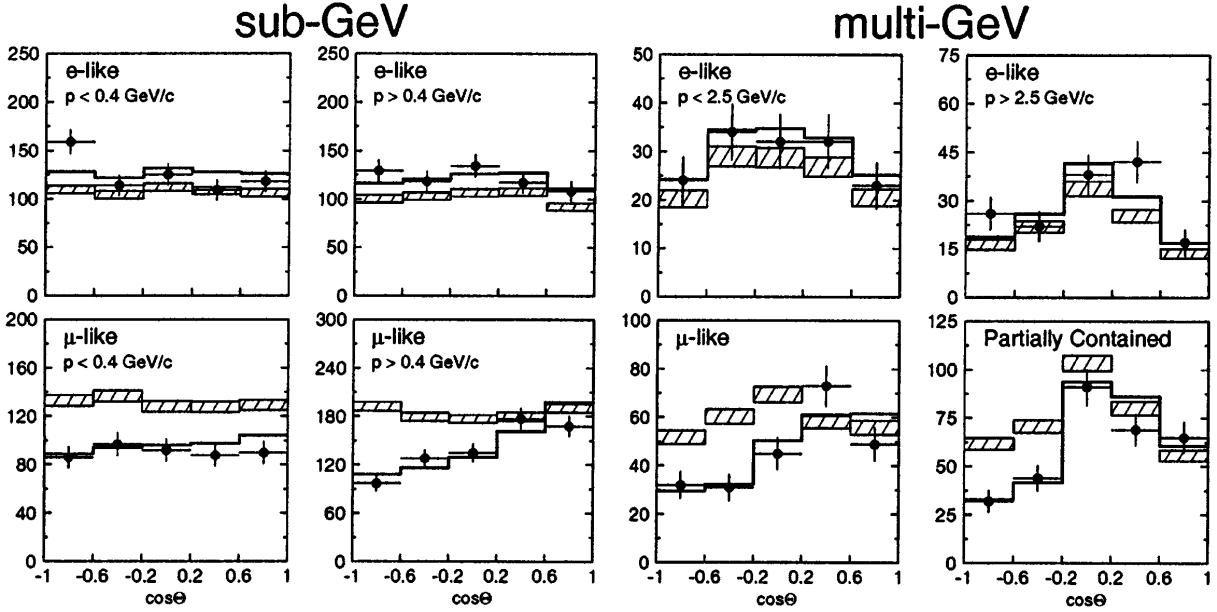 sub-GeV
multi-GeV
250
200
150
100
50
0
e-like
p < 0.4 GeV/c
250
200
150
100
50
0
e-like
p > 0.4 GeV/c
50
40
30
20
10
0
e-like
p < 2.5 GeV/c
75
60
45
30
15
0
e-like
p > 2.5 GeV/c
200
160
120
80
40
0
μ-like
p < 0.4 GeV/c
-1 -0.6 -0.2 0.2 0.6 1
cosΘ
300
240
180
120
60
0
μ-like
p > 0.4 GeV/c
-1 -0.6 -0.2 0.2 0.6 1
cosΘ
100
80
60
40
20
0
μ-like
-1 -0.6 -0.2 0.2 0.6 1
cosΘ
125
100
75
50
25
0
Partially Contained
-1 -0.6 -0.2 0.2 0.6 1
cosΘ